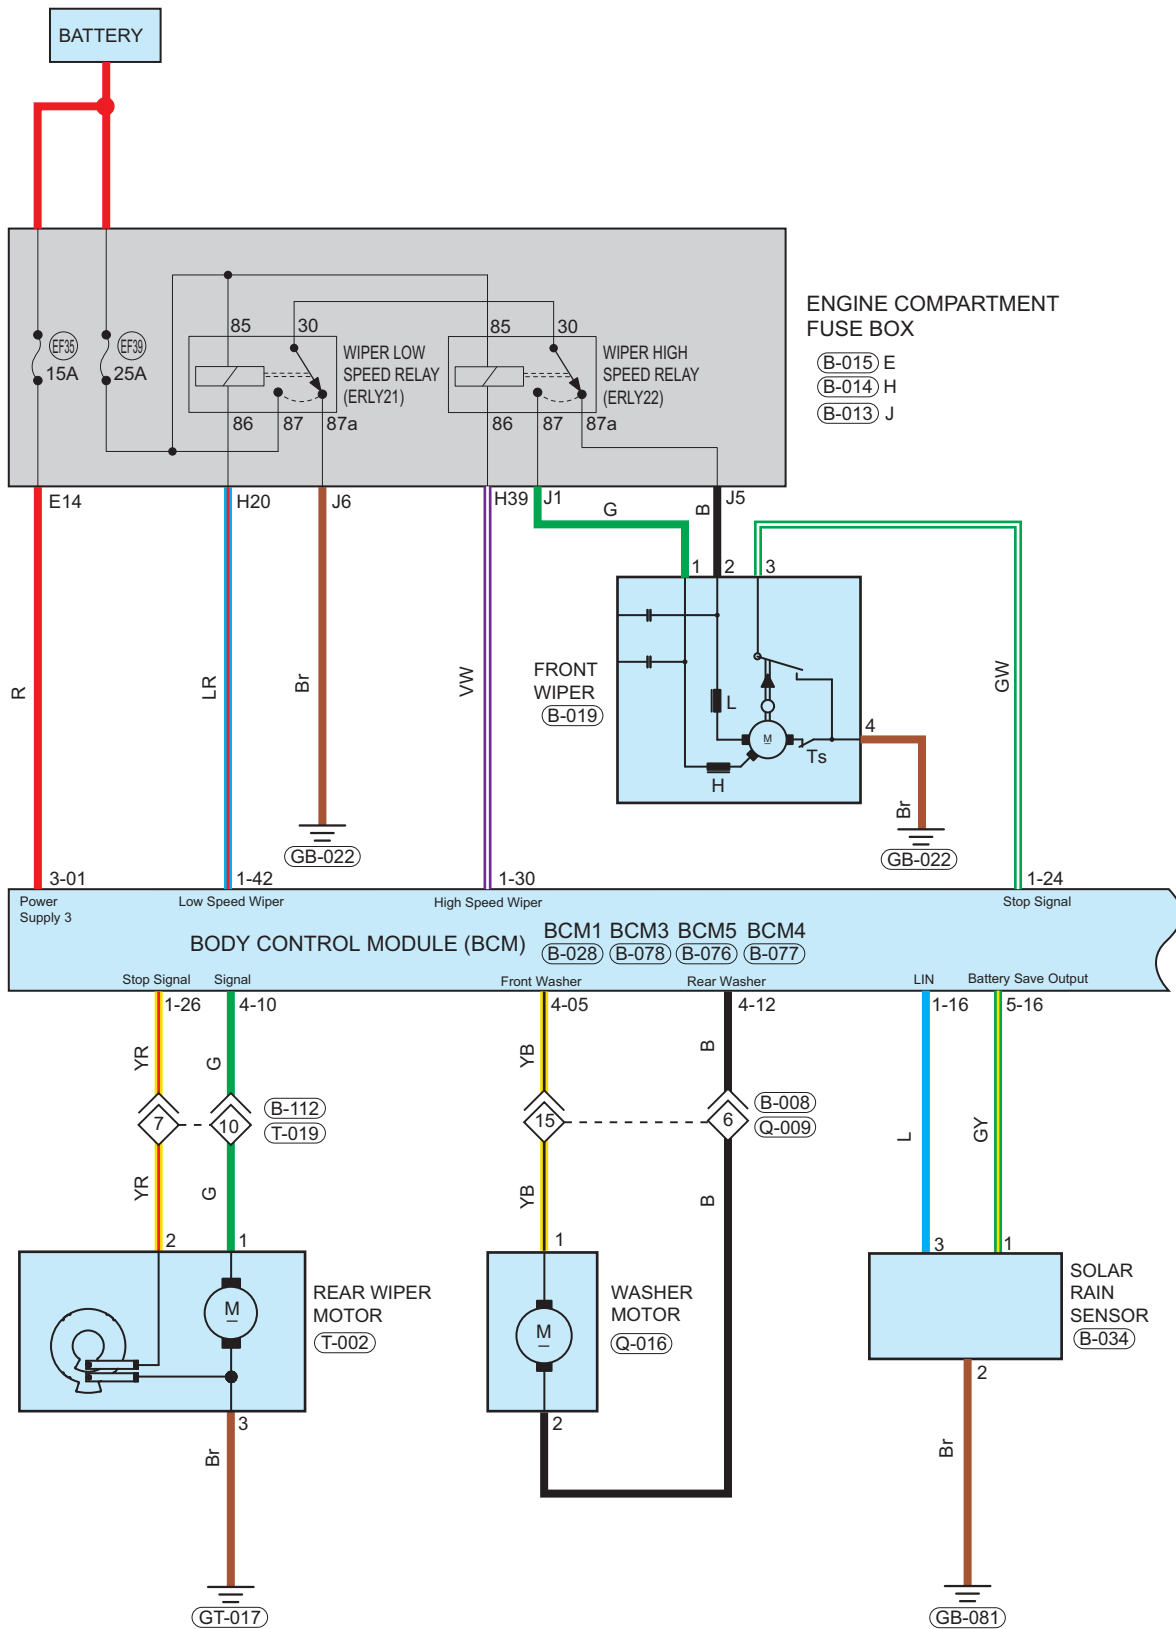 BATTERY
ENGINE COMPARTMENT
FUSE BOX
B-015 E
B-014 H
B-013 J
EF35
15A
EF39
25A
85
30
WIPER LOW
SPEED RELAY
(ERLY21)
86
87
87a
85
30
WIPER HIGH
SPEED RELAY
(ERLY22)
86
87
87a
E14
H20
J6
H39
J1
J5
G
B
1
2
3
R
LR
Br
VW
GW
FRONT
WIPER
B-019
L
M
Ts
H
4
Br
GB-022
GB-022
3-01
1-42
1-30
1-24
Power
Supply 3
Low Speed Wiper
High Speed Wiper
Stop Signal
BODY CONTROL MODULE (BCM)
BCM1 BCM3 BCM5 BCM4
B-028 B-078 B-076 B-077
Stop Signal
Signal
Front Washer
Rear Washer
LIN
Battery Save Output
1-26
4-10
4-05
4-12
1-16
5-16
YR
G
YB
B
7
10
B-112
T-019
15
6
B-008
Q-009
L
GY
YR
G
YB
B
2
1
1
3
1
M
REAR WIPER
MOTOR
T-002
M
WASHER
MOTOR
Q-016
SOLAR
RAIN
SENSOR
B-034
3
2
2
Br
Br
GT-017
GB-081